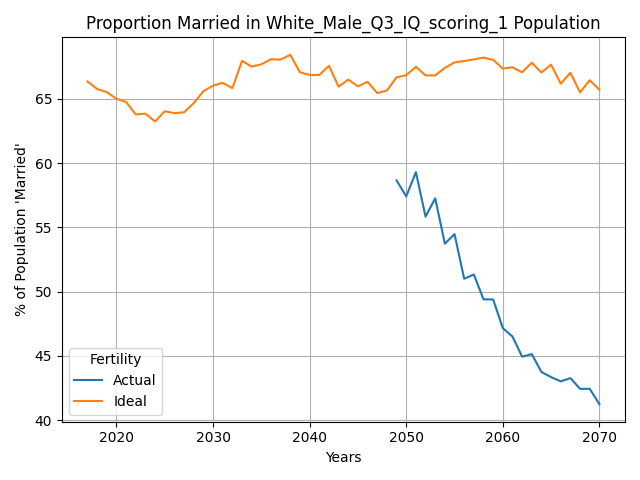 Proportion Married in White_Male_Q3_IQ_scoring_1 Population
% of Population 'Married'
65
60
55
50
45
40
Fertility
Actual
Ideal
2020 2030 2040 2050 2060 2070
Years